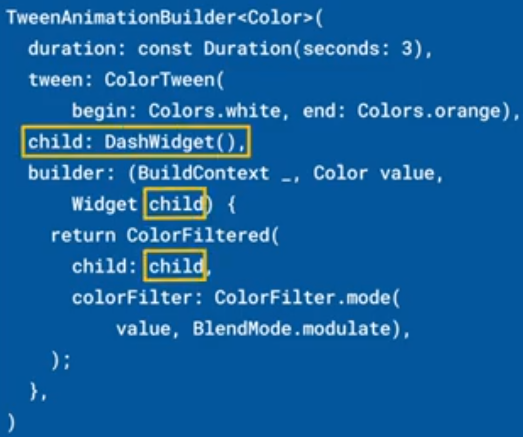 TweenAnimationBuilder<Color>(
  duration: const Duration(seconds: 3),
  tween: ColorTween(
      begin: Colors.white, end: Colors.orange),
  child: DashWidget(),
  builder: (BuildContext _, Color value,
      Widget child) {
    return ColorFiltered(
      child: child,
      colorFilter: ColorFilter.mode(
          value, BlendMode.modulate),
    );
  },
)